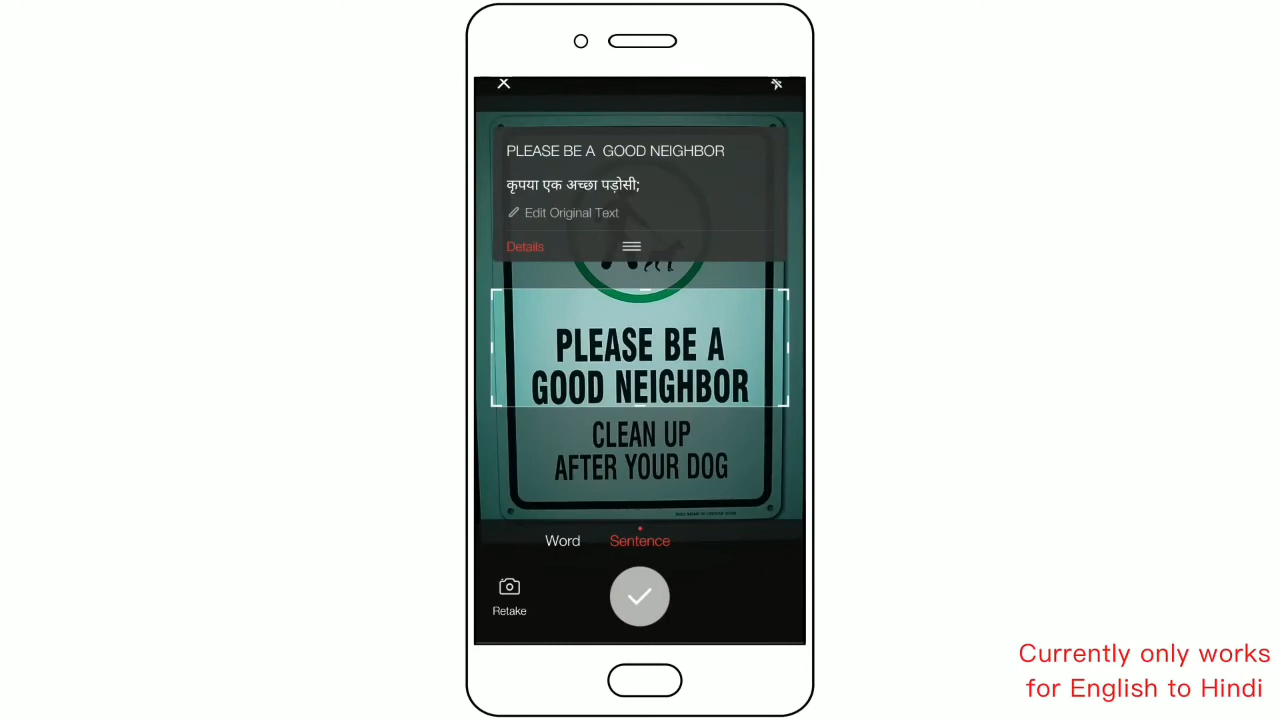 PLEASE BE A  GOOD NEIGHBOR
कृपया एक अच्छा पड़ोसी;
Edit Original Text
Details
PLEASE BE A
GOOD NEIGHBOR
CLEAN UP
AFTER YOUR DOG
Word
Sentence
Retake
Currently only works
for English to Hindi